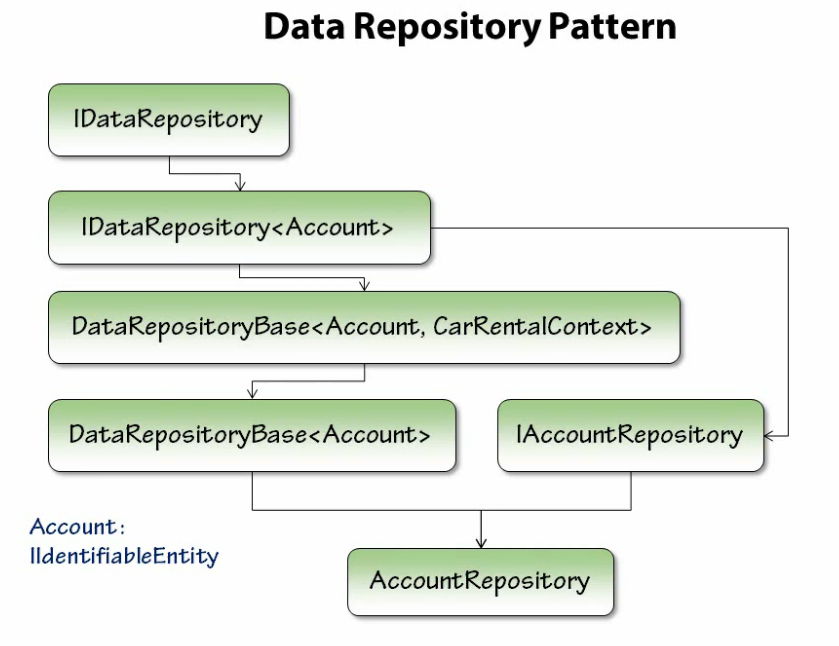 Data Repository Pattern
IDataRepository
IDataRepository<Account>
DataRepositoryBase<Account, CarRentalContext>
DataRepositoryBase<Account>
IAccountRepository
Account:
IIdentifiableEntity
AccountRepository